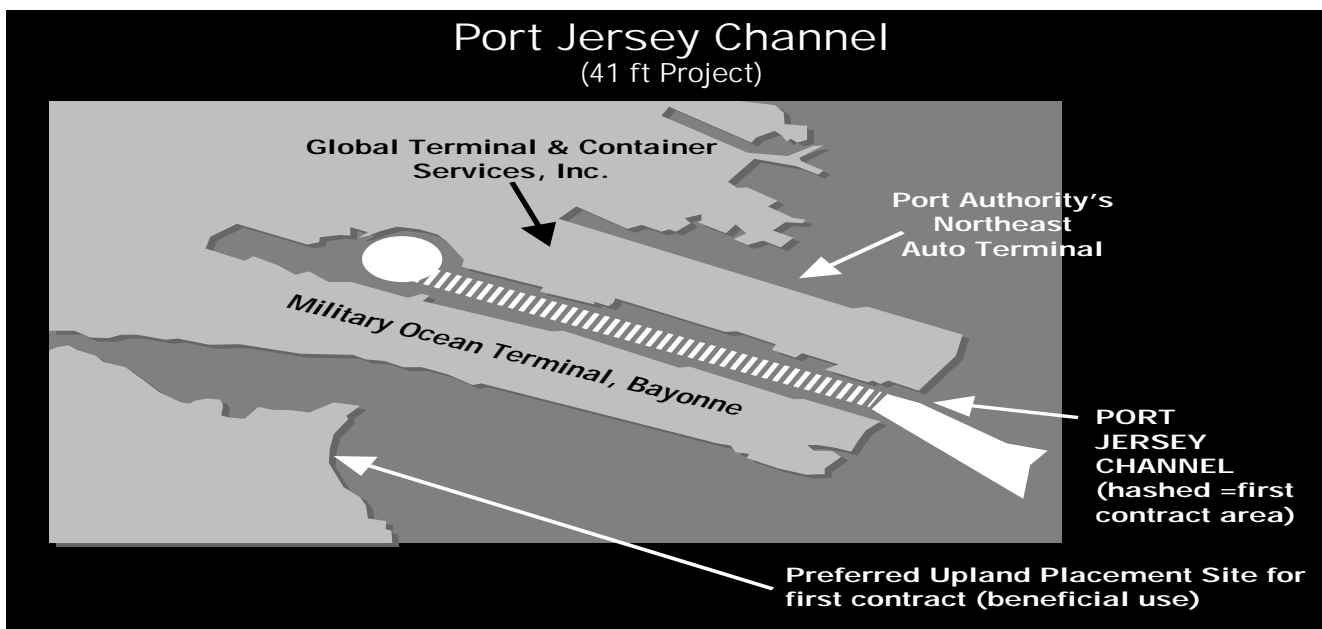 Port Jersey Channel
(41 ft Project)
Global Terminal & Container
Services, Inc.
Port Authority's
Northeast
Auto Terminal
Military Ocean Terminal, Bayonne
PORT
JERSEY
CHANNEL
(hashed =first
contract area)
Preferred Upland Placement Site for
first contract (beneficial use)